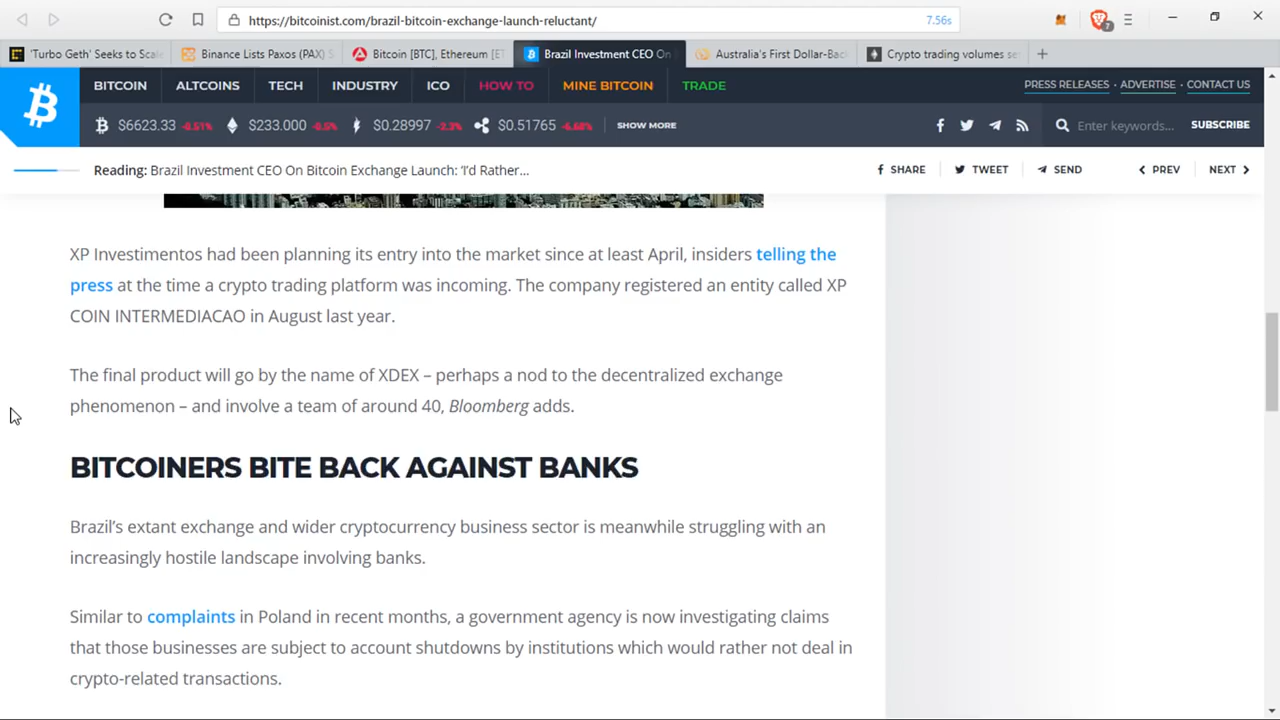 https://bitcoinist.com/brazil-bitcoin-exchange-launch-reluctant/ 7.56s 7
'Turbo Geth' Seeks to Scale Binance Lists Paxos (PAX) S Bitcoin [BTC], Ethereum [ET Brazil Investment CEO On Australia's First Dollar-Back Crypto trading volumes se
BITCOIN ALTCOINS TECH INDUSTRY ICO HOW TO MINE BITCOIN TRADE PRESS RELEASES · ADVERTISE · CONTACT US
$6623.33 -0.51% $233.000 -0.5% $0.28997 -2.2% $0.51765 -6.68% SHOW MORE Enter keywords... SUBSCRIBE
Reading: Brazil Investment CEO On Bitcoin Exchange Launch: 'I'd Rather... SHARE TWEET SEND PREV NEXT
XP Investimentos had been planning its entry into the market since at least April, insiders telling the
press at the time a crypto trading platform was incoming. The company registered an entity called XP
COIN INTERMEDIACAO in August last year.
The final product will go by the name of XDEX – perhaps a nod to the decentralized exchange
phenomenon – and involve a team of around 40, Bloomberg adds.
BITCOINERS BITE BACK AGAINST BANKS
Brazil's extant exchange and wider cryptocurrency business sector is meanwhile struggling with an
increasingly hostile landscape involving banks.
Similar to complaints in Poland in recent months, a government agency is now investigating claims
that those businesses are subject to account shutdowns by institutions which would rather not deal in
crypto-related transactions.